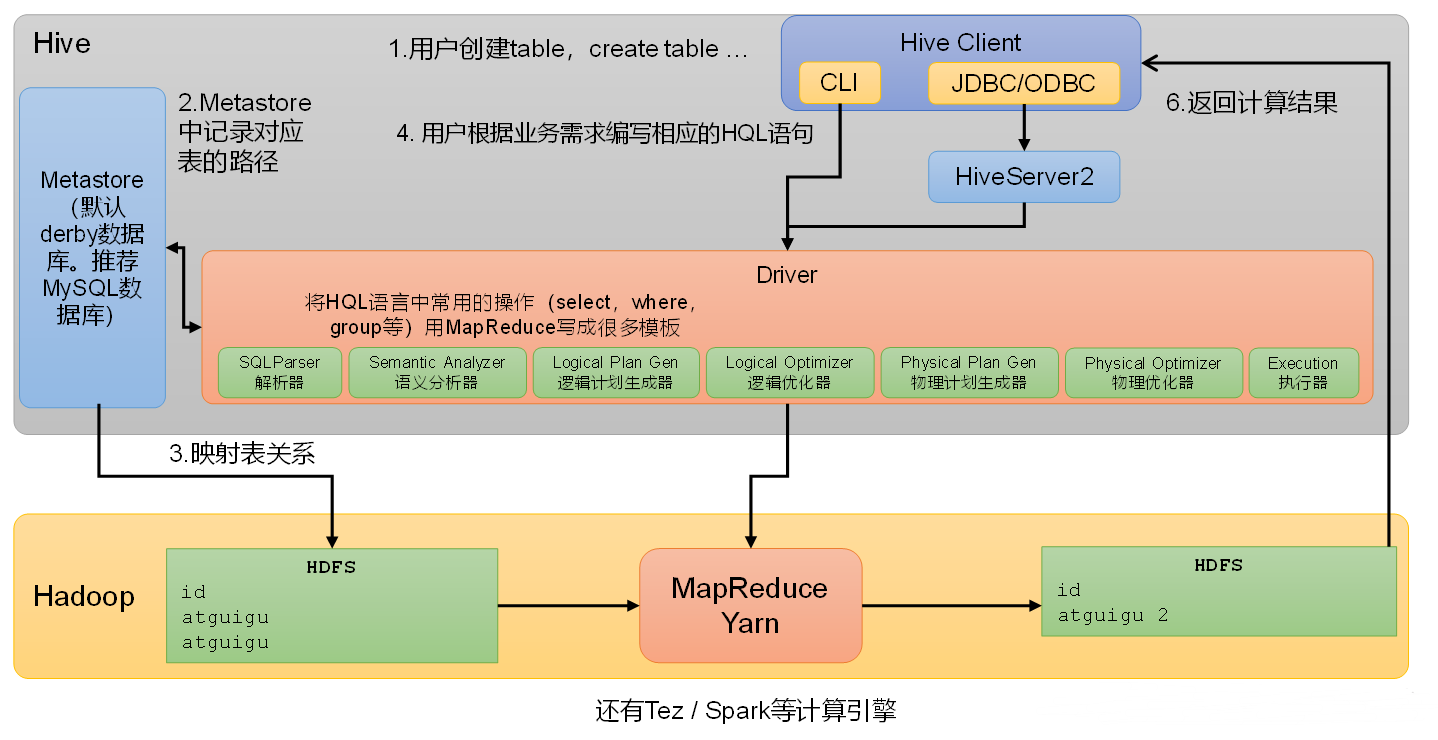 Hive
1.用户创建table，create table …
Hive Client
CLI
JDBC/ODBC
6.返回计算结果
2.Metastore
中记录对应
表的路径
4. 用户根据业务需求编写相应的HQL语句
HiveServer2
Metastore
（默认
derby数据
库。推荐
MySQL数
据库）
Driver
将HQL语言中常用的操作（select，where，
group等）用MapReduce写成很多模板
SQLParser
解析器
Semantic Analyzer
语义分析器
Logical Plan Gen
逻辑计划生成器
Logical Optimizer
逻辑优化器
Physical Plan Gen
物理计划生成器
Physical Optimizer
物理优化器
Execution
执行器
3.映射表关系
Hadoop
HDFS
id
atguigu
atguigu
MapReduce
Yarn
HDFS
id
atguigu 2
还有Tez / Spark等计算引擎